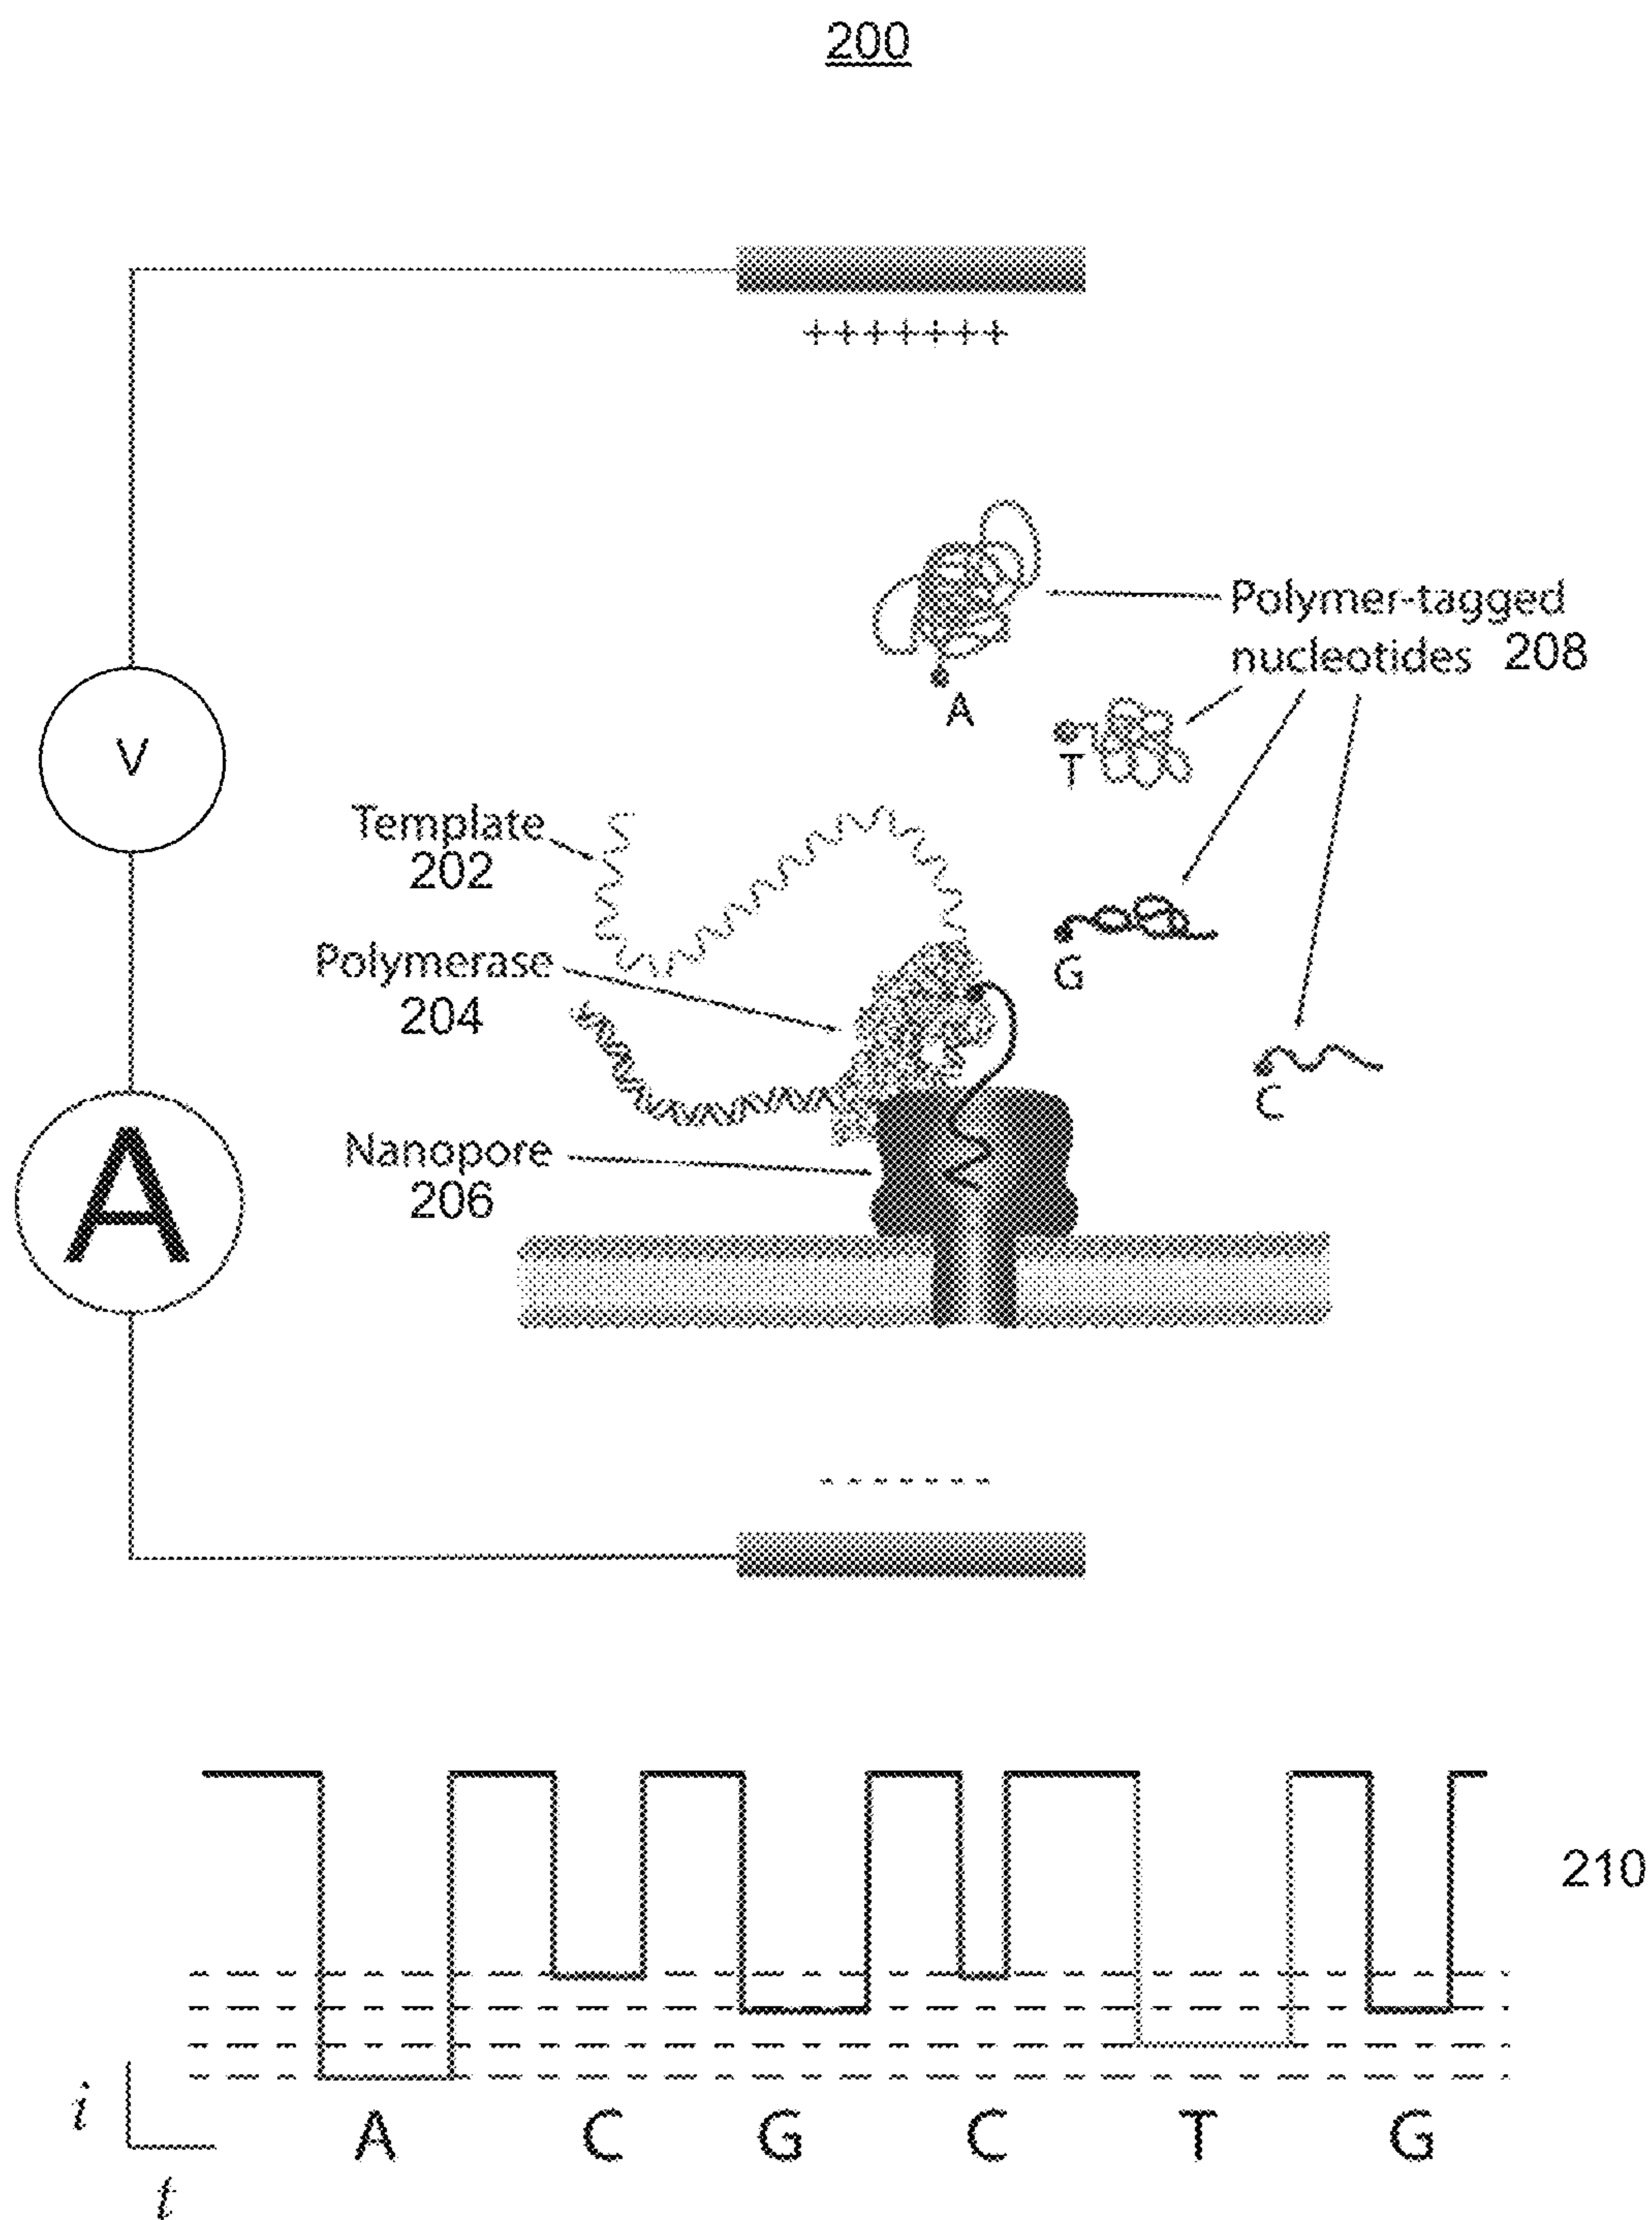 200
+++++++
Polymer-tagged
nucleotides 208
A
T
V
Template
202
G
Polymerase
204
C
Nanopore
206
A
-------
210
i
t
A C G C T G